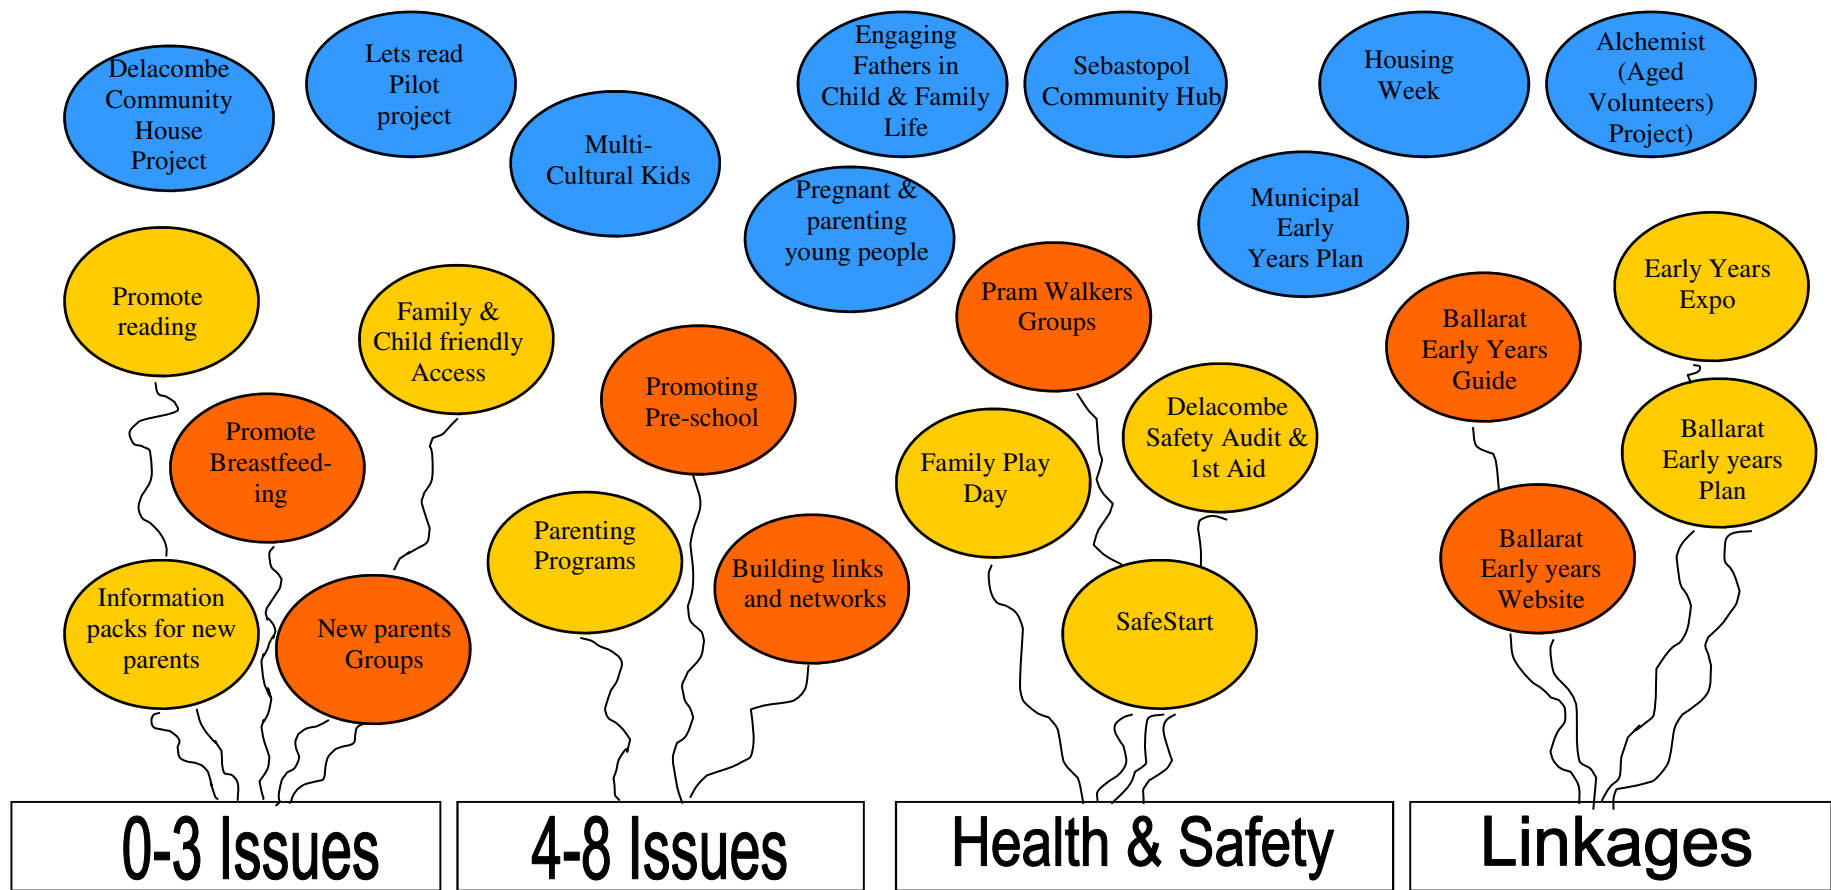 Delacombe
Community
House
Project
Lets read
Pilot
project
Multi-
Cultural Kids
Engaging
Fathers in
Child & Family
Life
Sebastopol
Community Hub
Housing
Week
Alchemist
(Aged
Volunteers)
Project)
Pregnant &
parenting
young people
Municipal
Early
Years Plan
Promote
reading
Family &
Child friendly
Access
Promote
Breastfeed-
ing
Information
packs for new
parents
New parents
Groups
Promoting
Pre-school
Parenting
Programs
Building links
and networks
Pram Walkers
Groups
Family Play
Day
Delacombe
Safety Audit &
1st Aid
SafeStart
Ballarat
Early Years
Guide
Early Years
Expo
Ballarat
Early years
Plan
Ballarat
Early years
Website
0-3 Issues
4-8 Issues
Health & Safety
Linkages